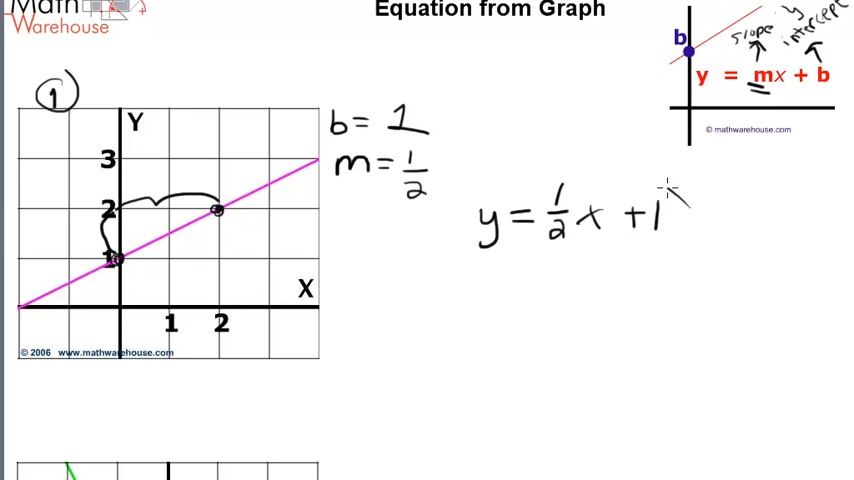 Math
Warehouse
Equation from Graph
slope
y
intercept
b
y = mx + b
© mathwarehouse.com
1
Y
3
2
1
X
1 2
© 2006 www.mathwarehouse.com
b = 1
m = 1/2
y = 1/2 x + 1